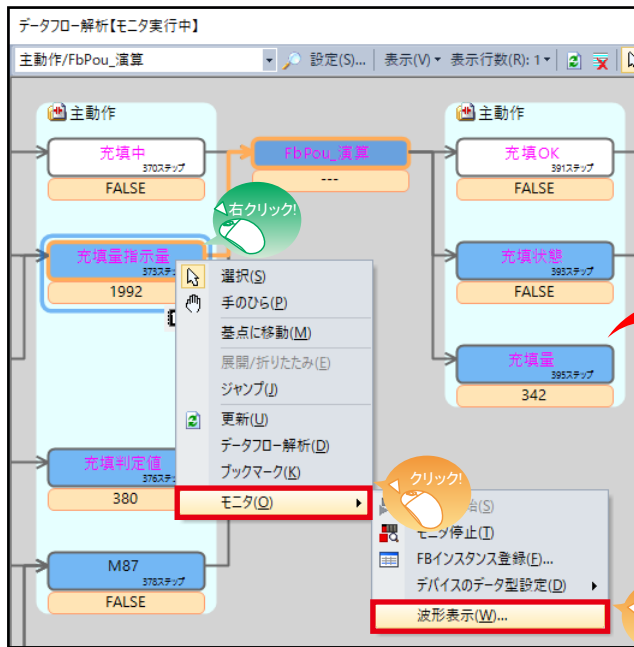 データフロー解析【モニタ実行中】
主動作/FbPou_演算 設定(S)... 表示(V) 表示行数(R): 1
主動作
主動作
充填中
370ステップ
FALSE
FbPou_演算
---
充填OK
391ステップ
FALSE
右クリック!
充填量指示量
373ステ
1992
充填状態
393ステップ
FALSE
充填量
395ステップ
342
充填判定値
376ステ
380
M87
378ステップ
FALSE
選択(S)
手のひら(P)
基点に移動(M)
展開/折りたたみ(E)
ジャンプ(J)
更新(U)
データフロー解析(D)
ブックマーク(K)
モニタ(O)
クリック!
始(S)
モニタ停止(T)
FBインスタンス登録(F)...
デバイスのデータ型設定(D)
波形表示(W)...